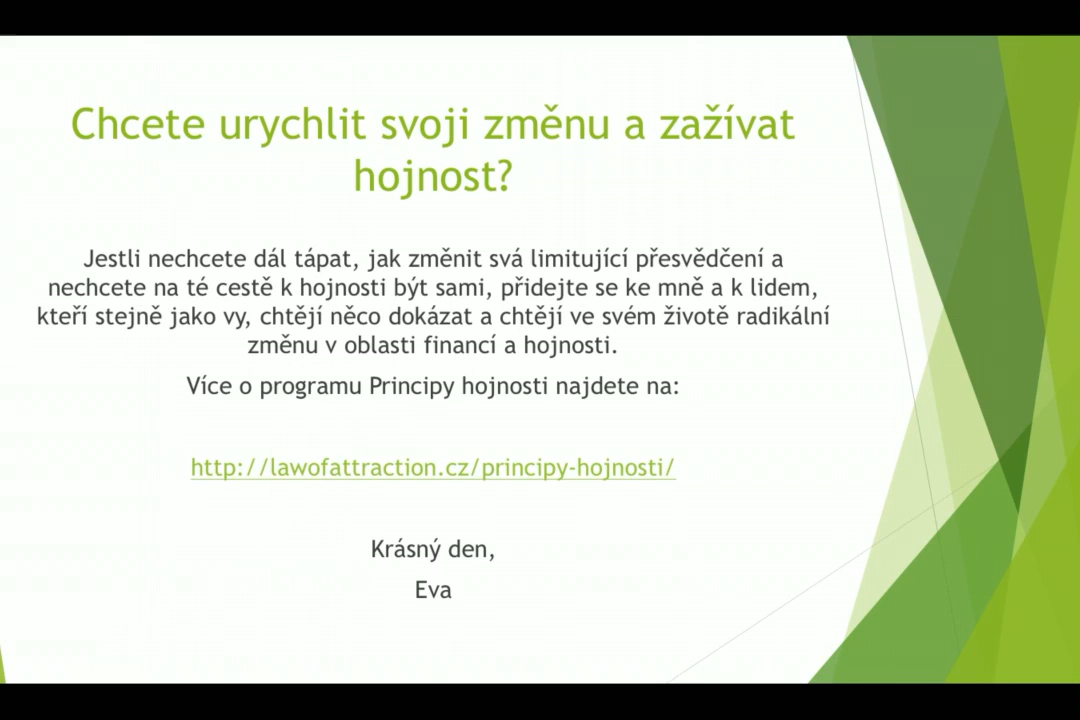 Chcete urychlit svoji změnu a zažívat
hojnost?
Jestli nechcete dál tápat, jak změnit svá limitující přesvědčení a
nechcete na té cestě k hojnosti být sami, přidejte se ke mně a k lidem,
kteří stejně jako vy, chtějí něco dokázat a chtějí ve svém životě radikální
změnu v oblasti financí a hojnosti.
Více o programu Principy hojnosti najdete na:
http://lawofattraction.cz/principy-hojnosti/
Krásný den,
Eva